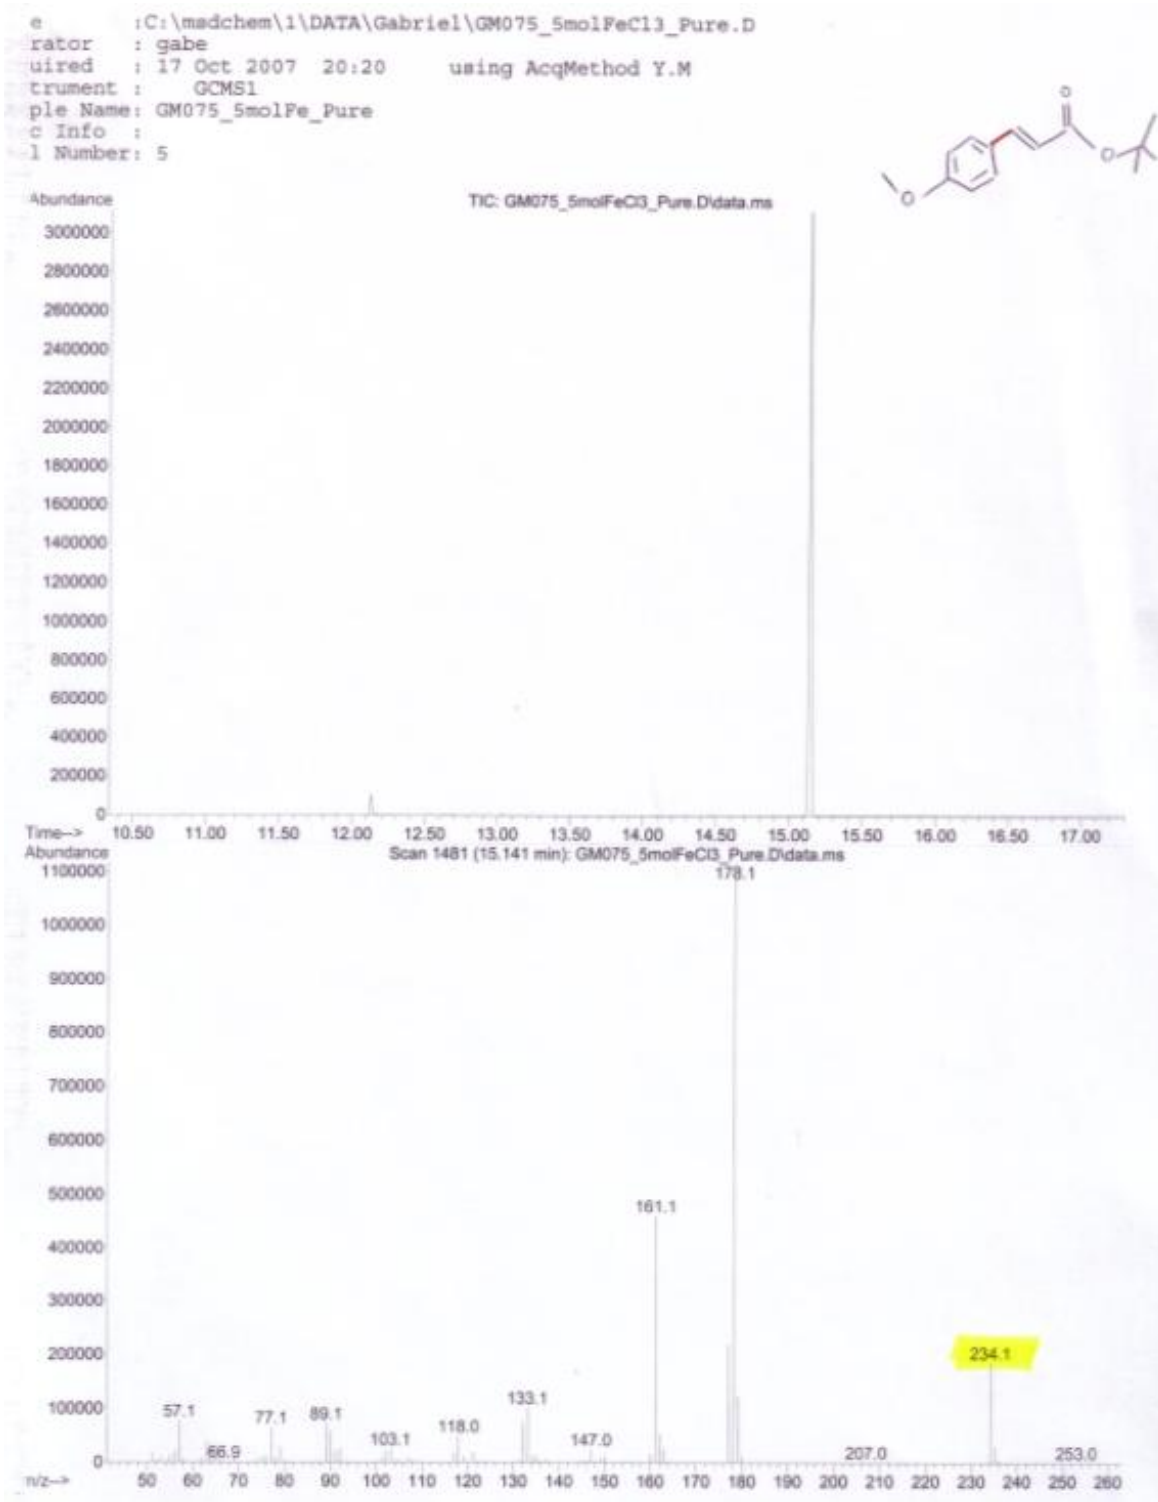 e :C:\msdchem\1\DATA\Gabriel\GM075_5molFeCl3_Pure.D
rator : gabe
uired : 17 Oct 2007 20:20 using AcqMethod Y.M
trument : GCMS1
ple Name: GM075_5molFe_Pure
c Info :
l Number: 5
O
O
O
Abundance
TIC: GM075_5molFeCl3_Pure.D\data.ms
3000000
2800000
2600000
2400000
2200000
2000000
1800000
1600000
1400000
1200000
1000000
800000
600000
400000
200000
0
Time--> 10.50 11.00 11.50 12.00 12.50 13.00 13.50 14.00 14.50 15.00 15.50 16.00 16.50 17.00
Abundance
Scan 1481 (15.141 min): GM075_5molFeCl3_Pure.D\data.ms
1100000
178.1
1000000
900000
800000
700000
600000
500000
161.1
400000
300000
200000
234.1
100000
57.1
66.9
77.1
89.1
103.1
118.0
133.1
147.0
207.0
253.0
0
m/z--> 50 60 70 80 90 100 110 120 130 140 150 160 170 180 190 200 210 220 230 240 250 260